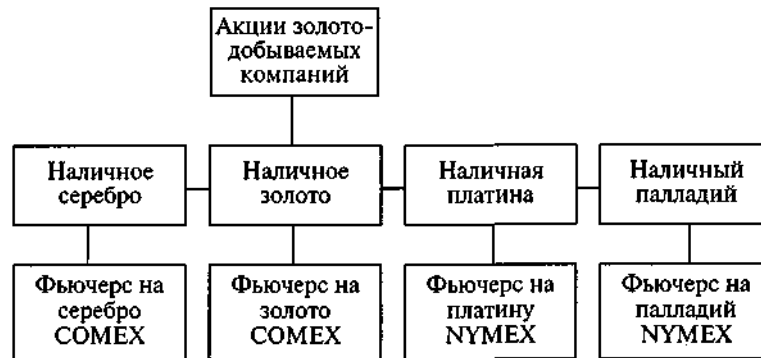 Акции золото-
добываемых
компаний
Наличное
серебро
Наличное
золото
Наличная
платина
Наличный
палладий
Фьючерс на
серебро
COMEX
Фьючерс на
золото
COMEX
Фьючерс на
платину
NYMEX
Фьючерс на
палладий
NYMEX